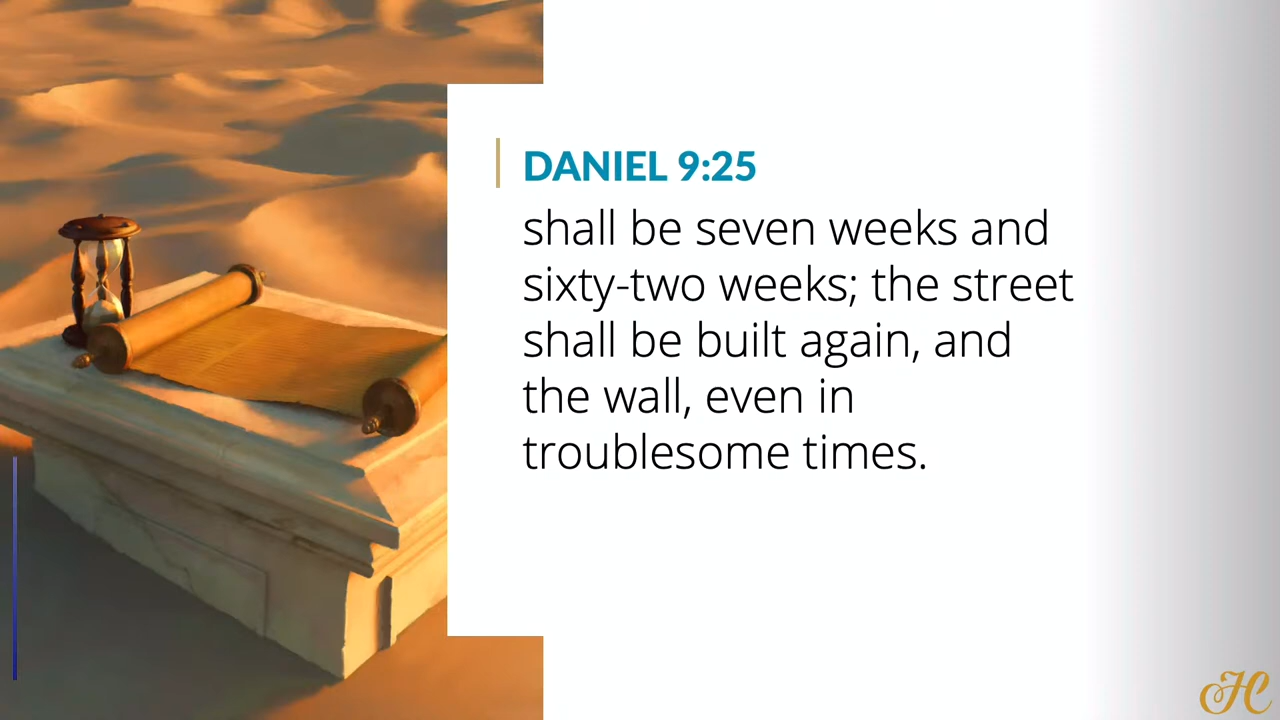 DANIEL 9:25
shall be seven weeks and
sixty-two weeks; the street
shall be built again, and
the wall, even in
troublesome times.
HC